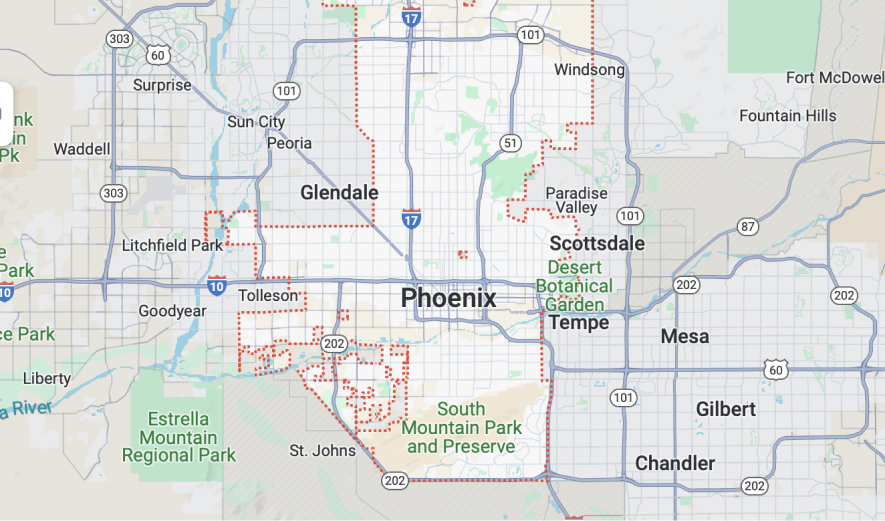 17
303
101
60
Windsong
Surprise
Fort McDowel
101
Fountain Hills
nk
in
Pk
Sun City
51
Peoria
Waddell
303
Glendale
Paradise
Valley
17
101
87
Litchfield Park
Scottsdale
e
Park
Desert
Botanical
Garden
10
10
Tolleson
Phoenix
202
202
Goodyear
Tempe
ce Park
202
Mesa
Liberty
60
a River
101
Estrella
Mountain
Regional Park
South
Mountain Park
and Preserve
Gilbert
St. Johns
Chandler
202
202